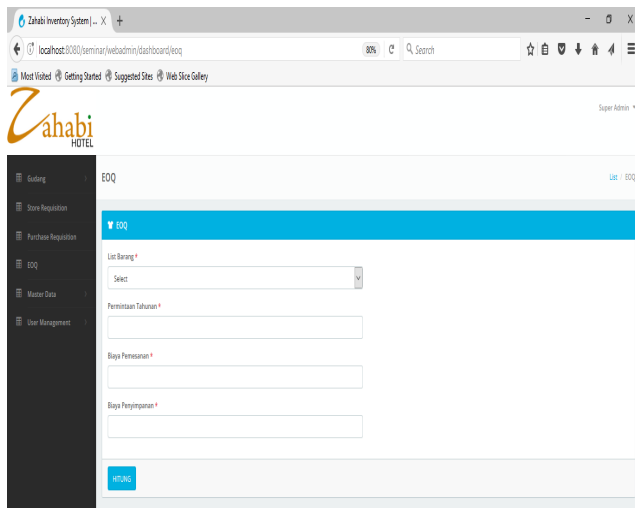 Zahabi Inventory System | ...
localhost:8080/seminar/webadmin/dashboard/eoq
80%
Search
Most Visited Getting Started Suggested Sites Web Slice Gallery
Zahabi
HOTEL
Super Admin
Gudang
Store Requisition
Purchase Requisition
EOQ
Master Data
User Management
EOQ
List / EOQ
EOQ
List Barang *
Select
Permintaan Tahunan *
Biaya Pemesanan *
Biaya Penyimpanan *
HITUNG